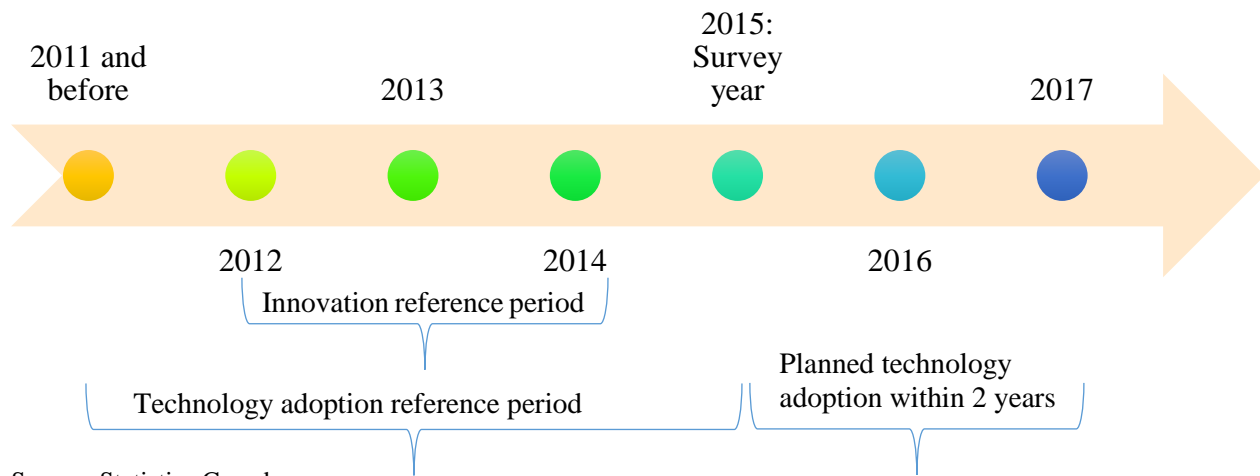 2011 and
before
2013
2015:
Survey
year
2017
2012
2014
2016
Innovation reference period
Technology adoption reference period
Planned technology
adoption within 2 years